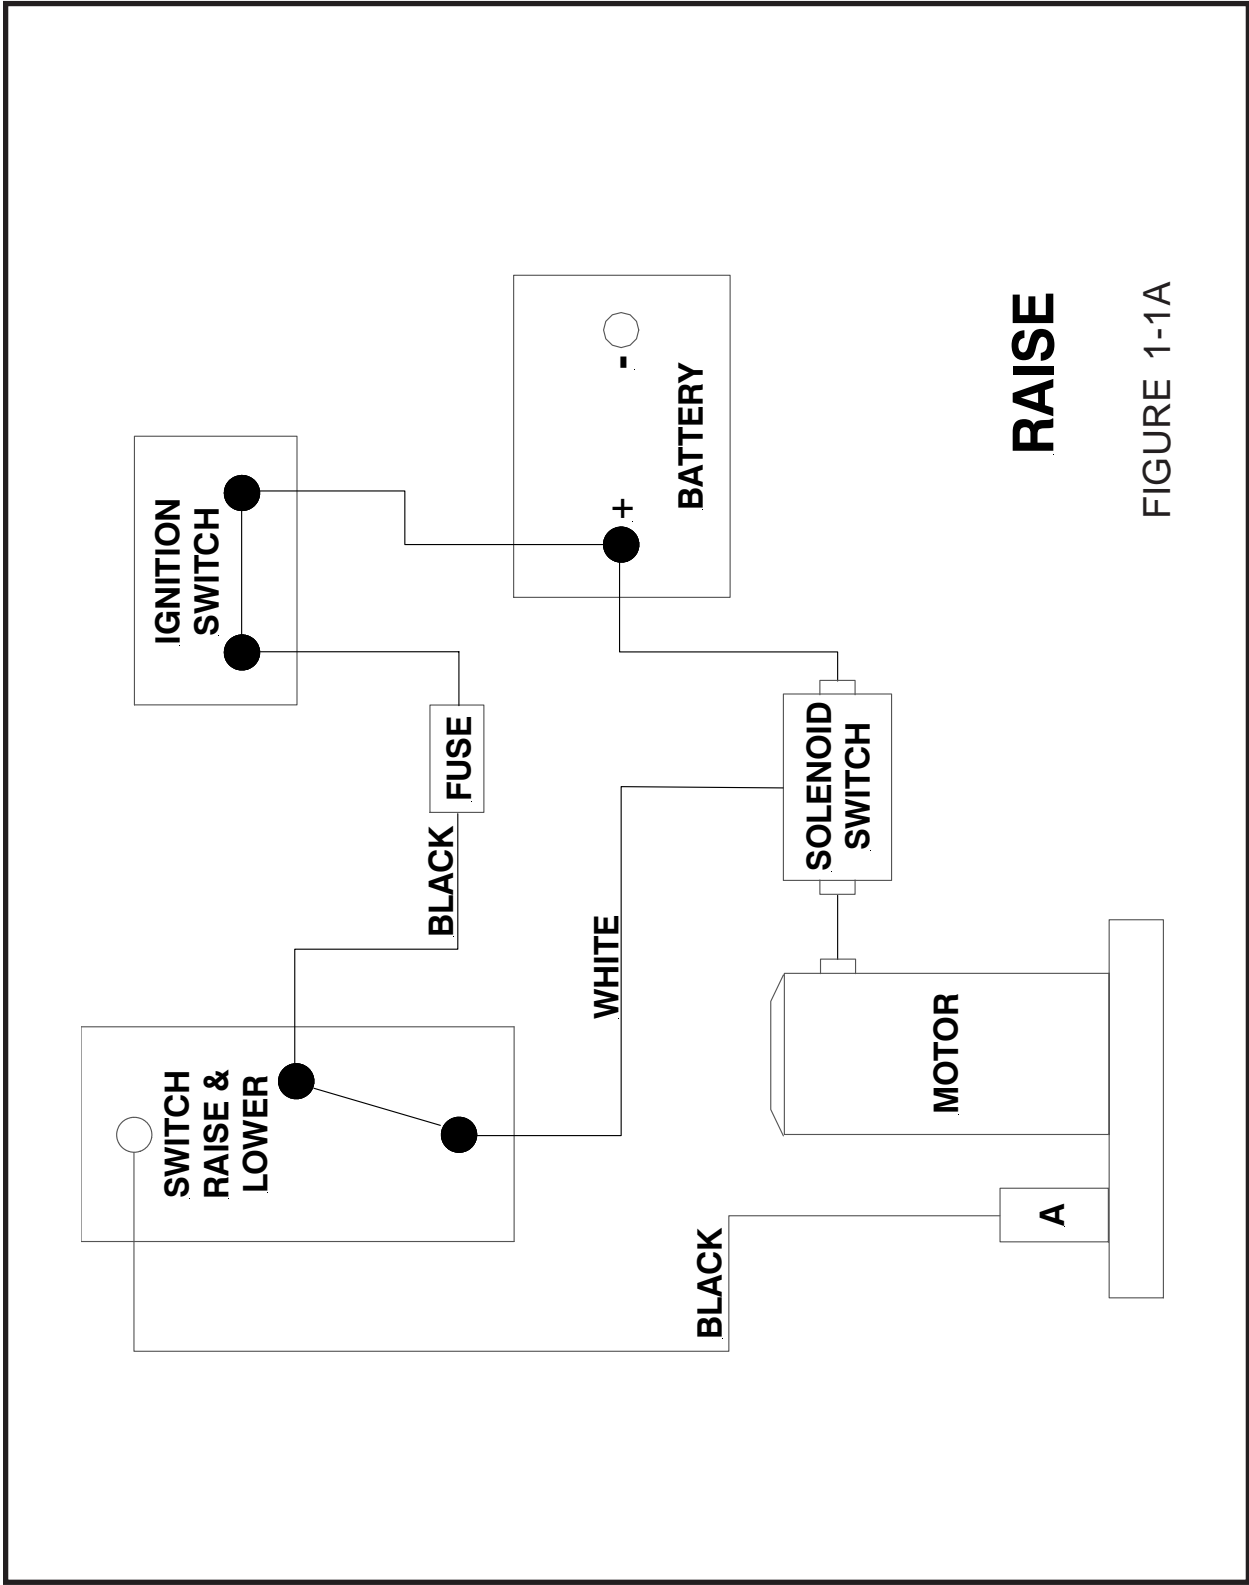 SWITCH
RAISE &
LOWER
BLACK
FUSE
IGNITION
SWITCH
BLACK
WHITE
+
-
BATTERY
A
MOTOR
SOLENOID
SWITCH
RAISE
FIGURE 1-1A